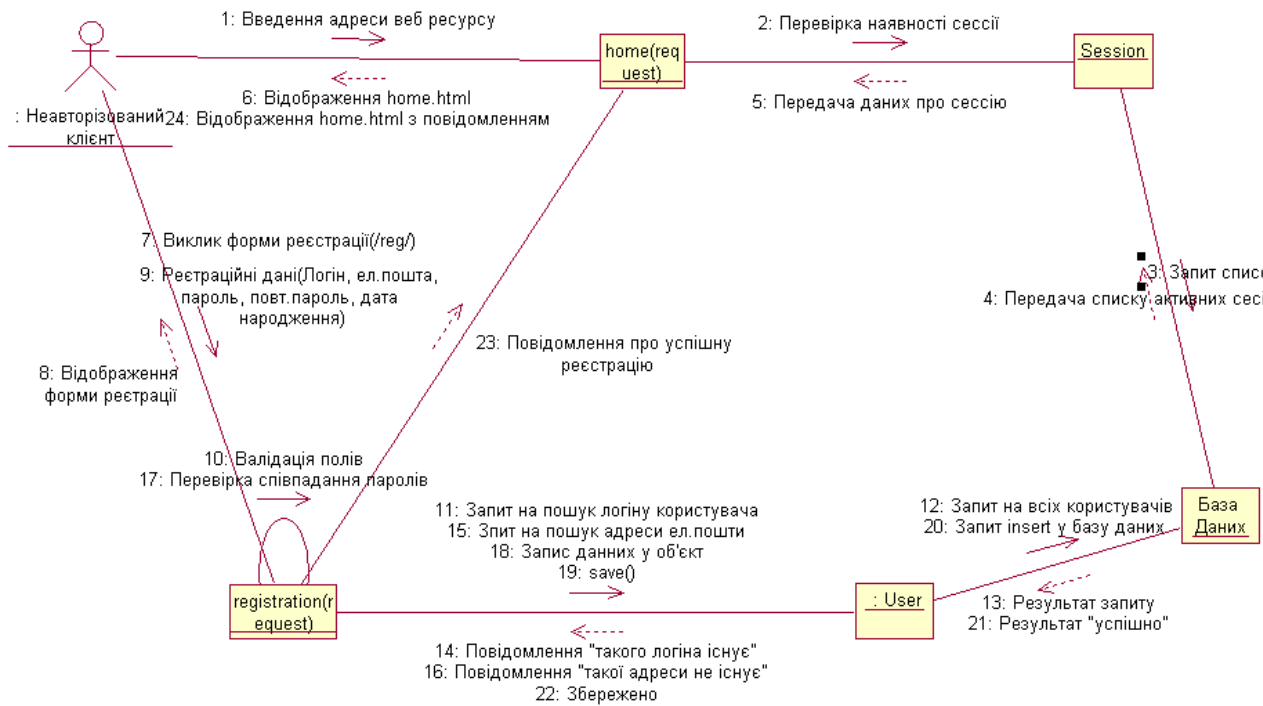 1: Введення адреси веб ресурсу
2: Перевірка наявності сессії
home(req
uest)
Session
6: Відображення home.html
5: Передача даних про сессію
: Неавторізований
клієнт
24: Відображення home.html з повідомленням
7: Виклик форми реєстрації(/reg/)
9: Реєстраційні дані(Логін, ел.пошта,
пароль, повт.пароль, дата
народження)
3: Запит
4: Передача списку активних
23: Повідомлення про успішну
реєстрацію
8: Відображення
форми реєтрації
10: Валідація полів
17: Перевірка співпадання паролів
11: Запит на пошук логіну користувача
15: Зпит на пошук адреси ел.пошти
18: Запис данних у об'єкт
19: save()
12: Запит на всіх користувачів
20: Запит insert у базу даних
База
Даних
registration(r
equest)
: User
13: Результат запиту
21: Результат "успішно"
14: Повідомлення "такого логіна існує"
16: Повідомлення "такої адреси не існує"
22: Збережено